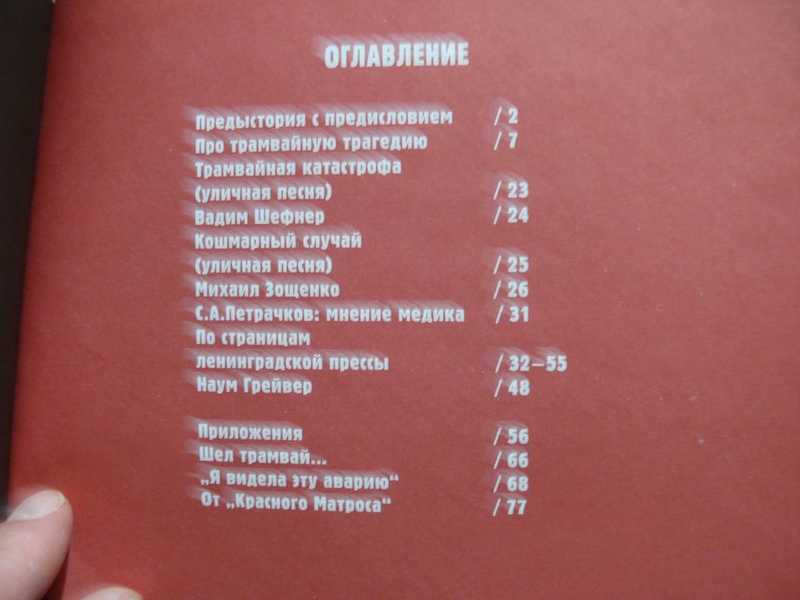 ОГЛАВЛЕНИЕ
Предыстория с предисловием / 2
Про трамвайную трагедию / 7
Трамвайная катастрофа
(уличная песня) / 23
Вадим Шефнер / 24
Кошмарный случай
(уличная песня) / 25
Михаил Зощенко / 26
С.А.Петрачков: мнение медика / 31
По страницам
ленинградской прессы / 32–55
Наум Грейвер / 48
Приложения / 56
Шел трамвай... / 66
„Я видела эту аварию“ / 68
От „Красного Матроса“ / 77